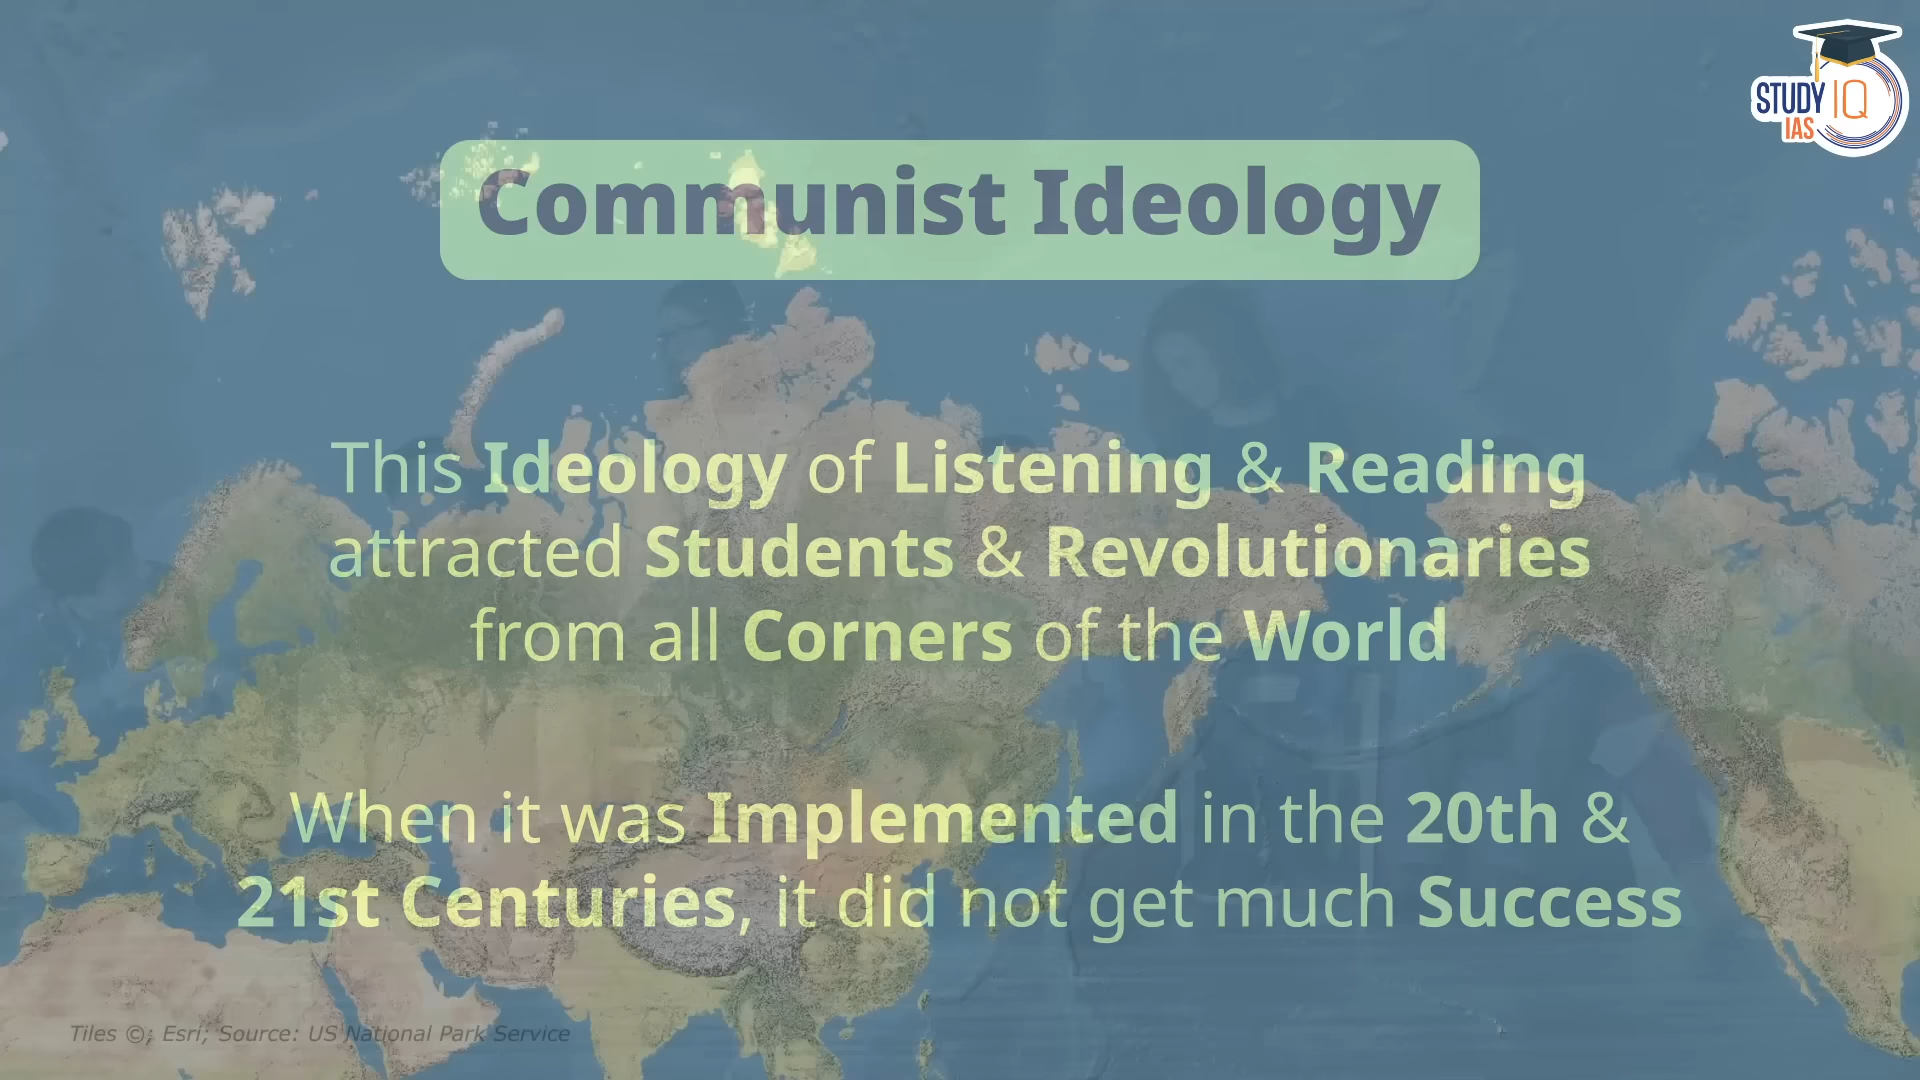 STUDY IQ
IAS
Communist Ideology
This Ideology of Listening & Reading
attracted Students & Revolutionaries
from all Corners of the World
When it was Implemented in the 20th &
21st Centuries, it did not get much Success
Tiles ©; Esri; Source: US National Park Service